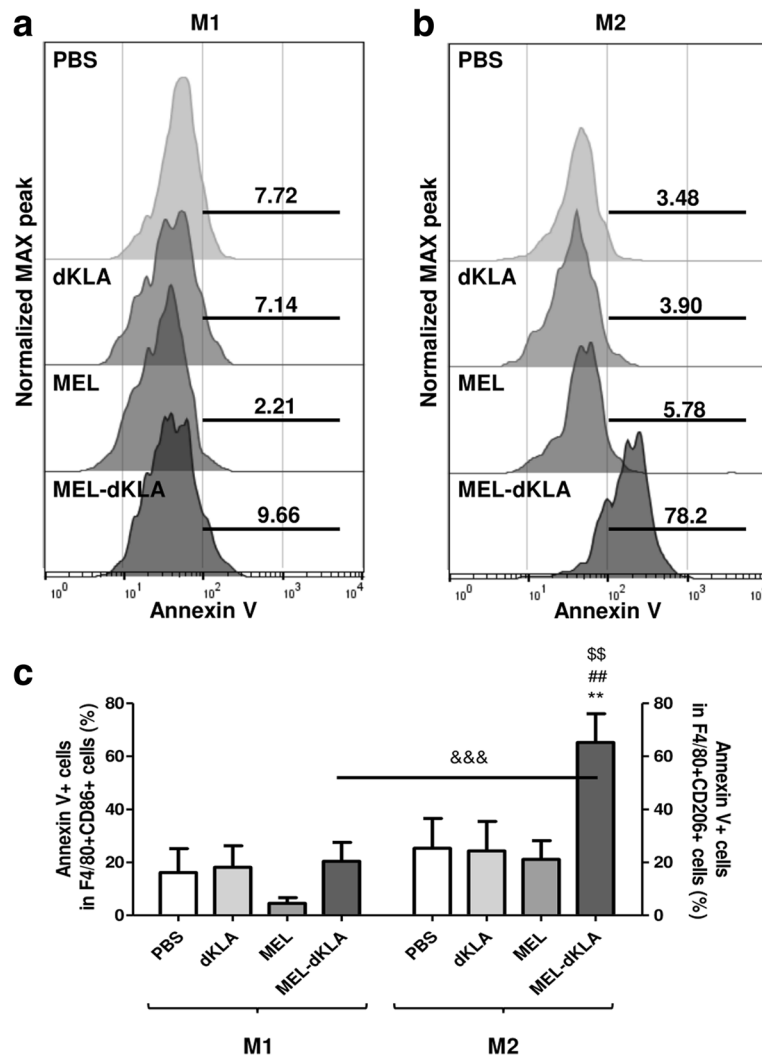 a
M1
PBS
7.72
dKLA
7.14
MEL
2.21
MEL-dKLA
9.66
Normalized MAX peak
10^0 10^1 10^2 10^3 10^4
Annexin V
b
M2
PBS
3.48
dKLA
3.90
MEL
5.78
MEL-dKLA
78.2
Normalized MAX peak
10^0 10^1 10^2 10^3
Annexin V
c
Annexin V+ cells
in F4/80+CD86+ cells (%)
80
60
40
20
0
&&&
$$
##
**
80
60
40
20
0
Annexin V+ cells
in F4/80+CD206+ cells (%)
PBS
dKLA
MEL
MEL-dKLA
PBS
dKLA
MEL
MEL-dKLA
M1
M2